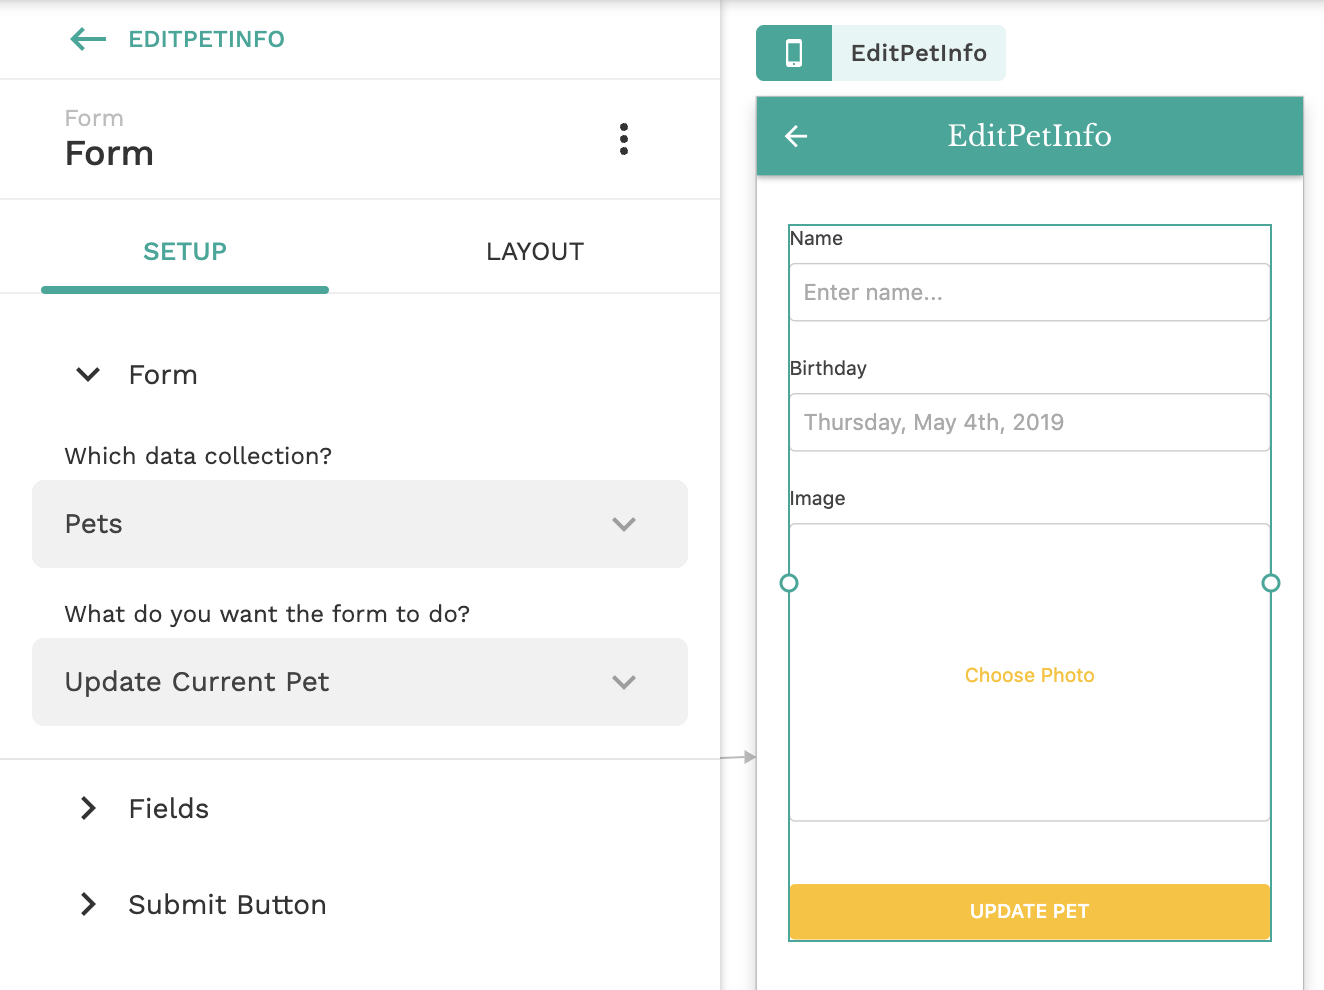 EDITPETINFO
Form
Form
SETUP
LAYOUT
Form
Which data collection?
Pets
What do you want the form to do?
Update Current Pet
Fields
Submit Button
EditPetInfo
EditPetInfo
Name
Enter name...
Birthday
Thursday, May 4th, 2019
Image
Choose Photo
UPDATE PET